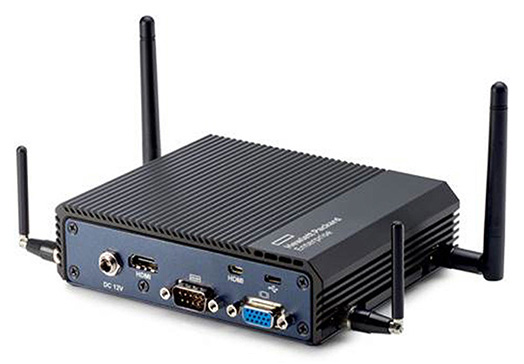 Hewlett Packard
Enterprise
DC 12V
HDMI
HDMI